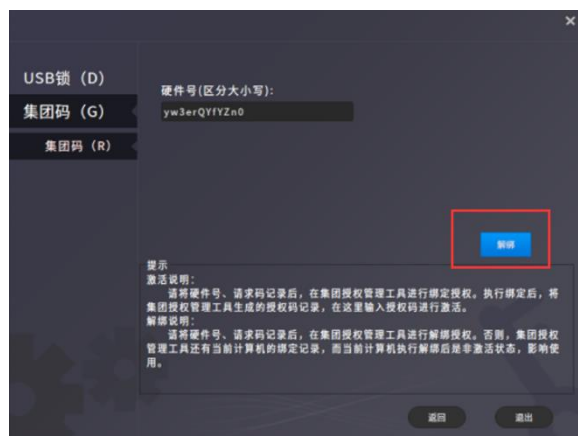 USB锁（D）
硬件号(区分大小写):
集团码（G）
yw3erQYfYZn0
集团码（R）
解绑
提示
激活说明:
请将硬件号、请求码记录后，在集团授权管理工具进行绑定授权。执行绑定后，将
集团授权管理工具生成的授权码记录，在这里输入授权码进行激活。
解绑说明:
请将硬件号、请求码记录后，在集团授权管理工具进行解绑授权。否则，集团授权
管理工具还有当前计算机的绑定记录，而当前计算机执行解绑后是非激活状态，影响使
用。
返回
退出